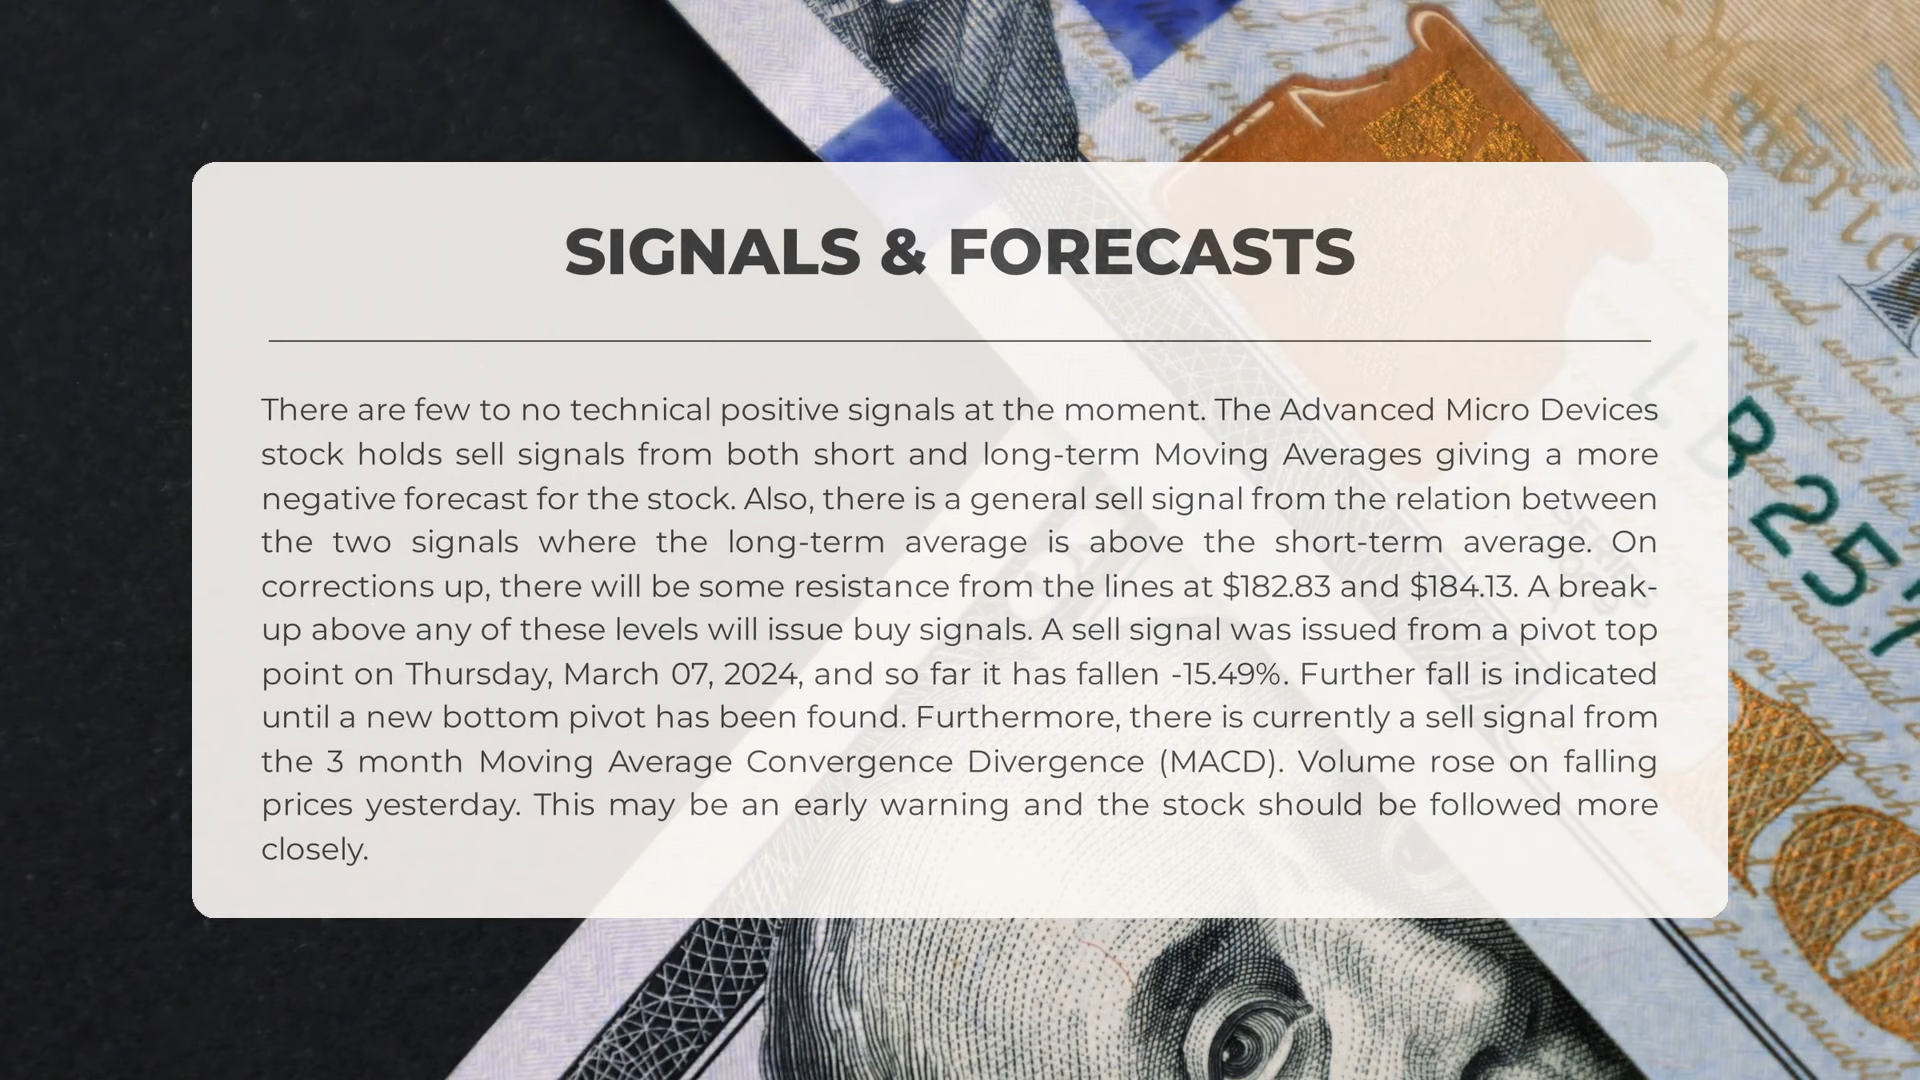 SIGNALS & FORECASTS
There are few to no technical positive signals at the moment. The Advanced Micro Devices
stock holds sell signals from both short and long-term Moving Averages giving a more
negative forecast for the stock. Also, there is a general sell signal from the relation between
the two signals where the long-term average is above the short-term average. On
corrections up, there will be some resistance from the lines at $182.83 and $184.13. A break-
up above any of these levels will issue buy signals. A sell signal was issued from a pivot top
point on Thursday, March 07, 2024, and so far it has fallen -15.49%. Further fall is indicated
until a new bottom pivot has been found. Furthermore, there is currently a sell signal from
the 3 month Moving Average Convergence Divergence (MACD). Volume rose on falling
prices yesterday. This may be an early warning and the stock should be followed more
closely.